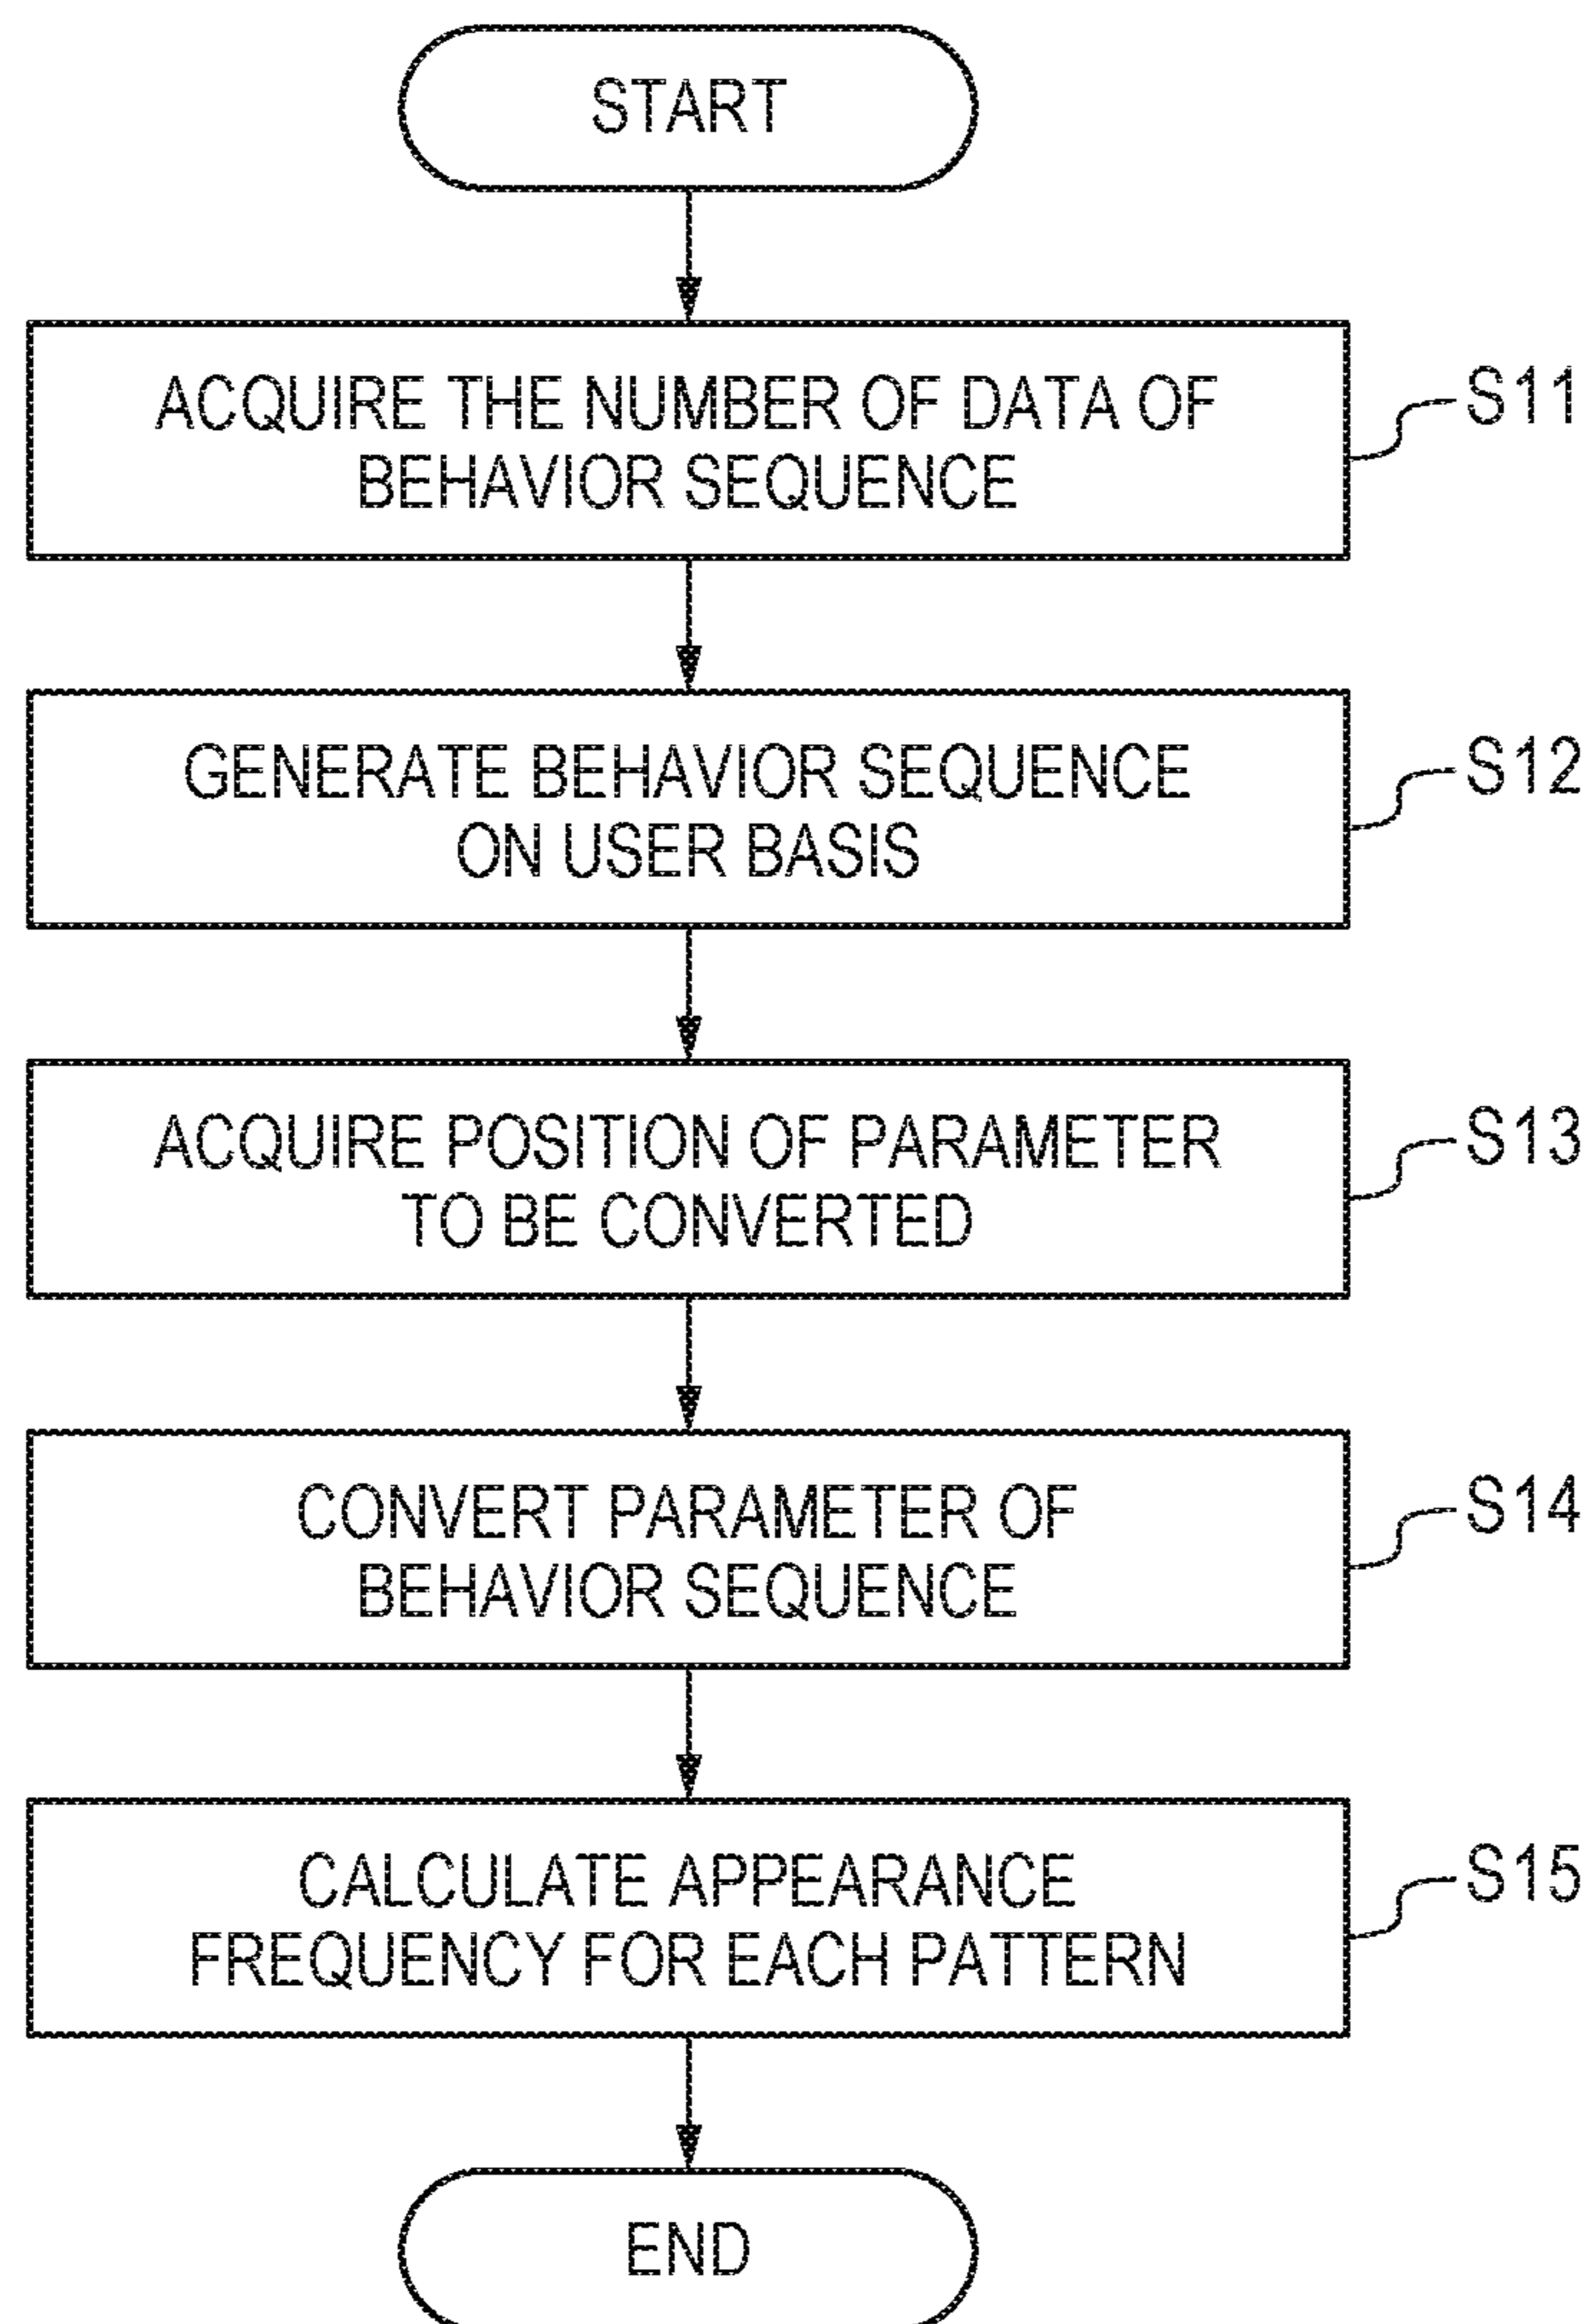 START
ACQUIRE THE NUMBER OF DATA OF
BEHAVIOR SEQUENCE
S11
GENERATE BEHAVIOR SEQUENCE
ON USER BASIS
S12
ACQUIRE POSITION OF PARAMETER
TO BE CONVERTED
S13
CONVERT PARAMETER OF
BEHAVIOR SEQUENCE
S14
CALCULATE APPEARANCE
FREQUENCY FOR EACH PATTERN
S15
END